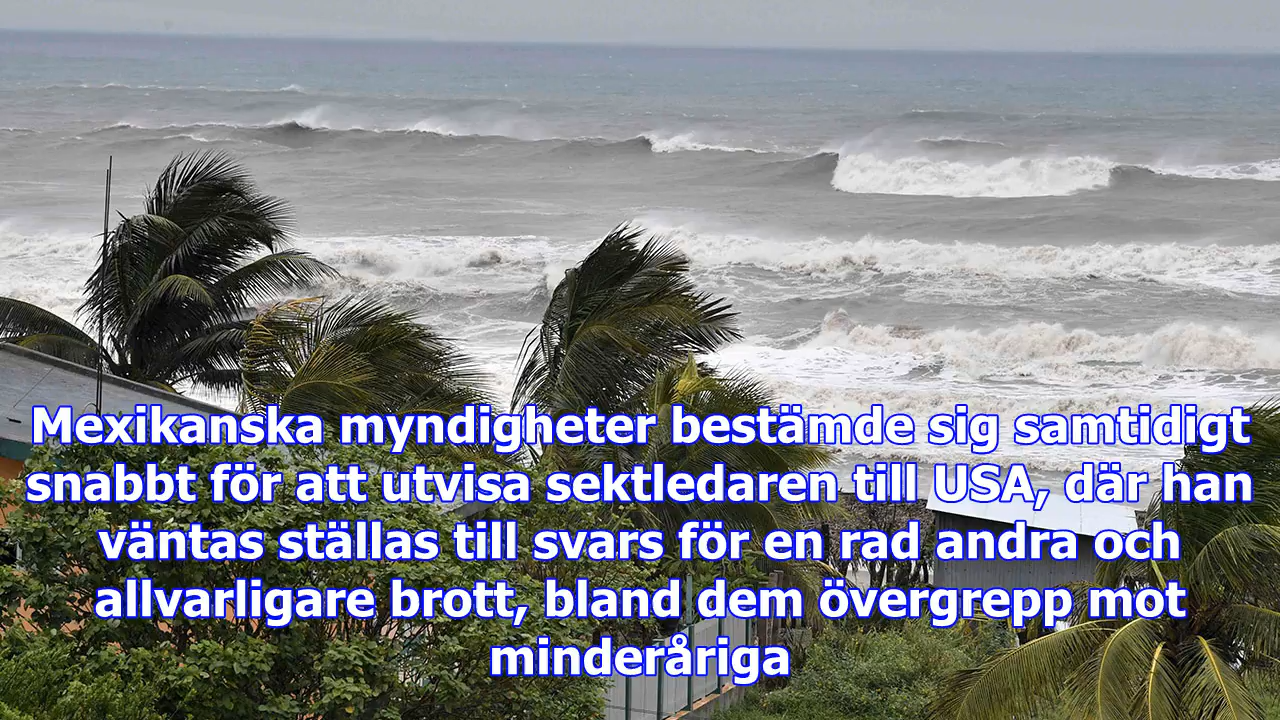 Mexikanska myndigheter bestämde sig samtidigt
snabbt för att utvisa sektledaren till USA, där han
väntas ställas till svars för en rad andra och
allvarligare brott, bland dem övergrepp mot
minderåriga